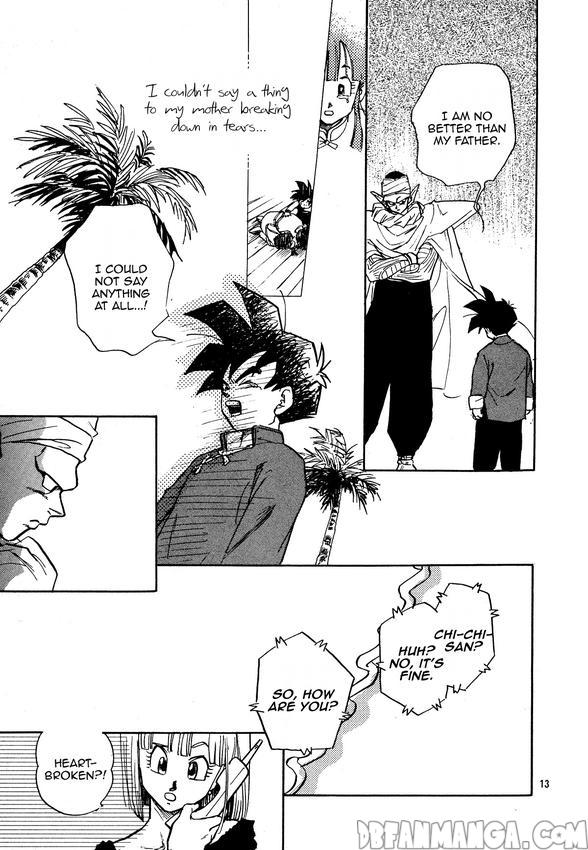 I AM NO
BETTER THAN
MY FATHER.
I couldn't say a thing
to my mother breaking
down in tears...
I COULD
NOT SAY
ANYTHING
AT ALL...!
CHI-CHI-
SAN?
HUH?
NO, IT'S
FINE.
SO, HOW
ARE YOU?
HEART-
BROKEN?!
13
DBFANMANGA.COM